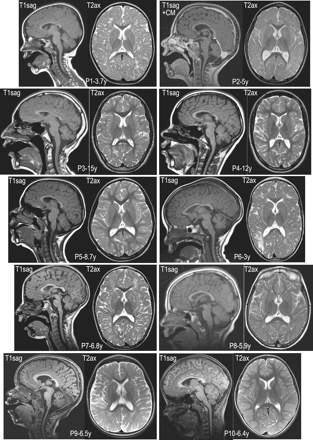 T1sag T2ax T1sag T2ax
+CM
P1-3.7y P2-5y
T1sag T2ax T1sag T2ax
P3-15y P4-12y
T1sag T2ax T1sag T2ax
P5-8.7y P6-3y
T1sag T2ax T1sag T2ax
P7-6.8y P8-5,9y
T1sag T2ax T1sag T2ax
P9-6.5y P10-6.4y